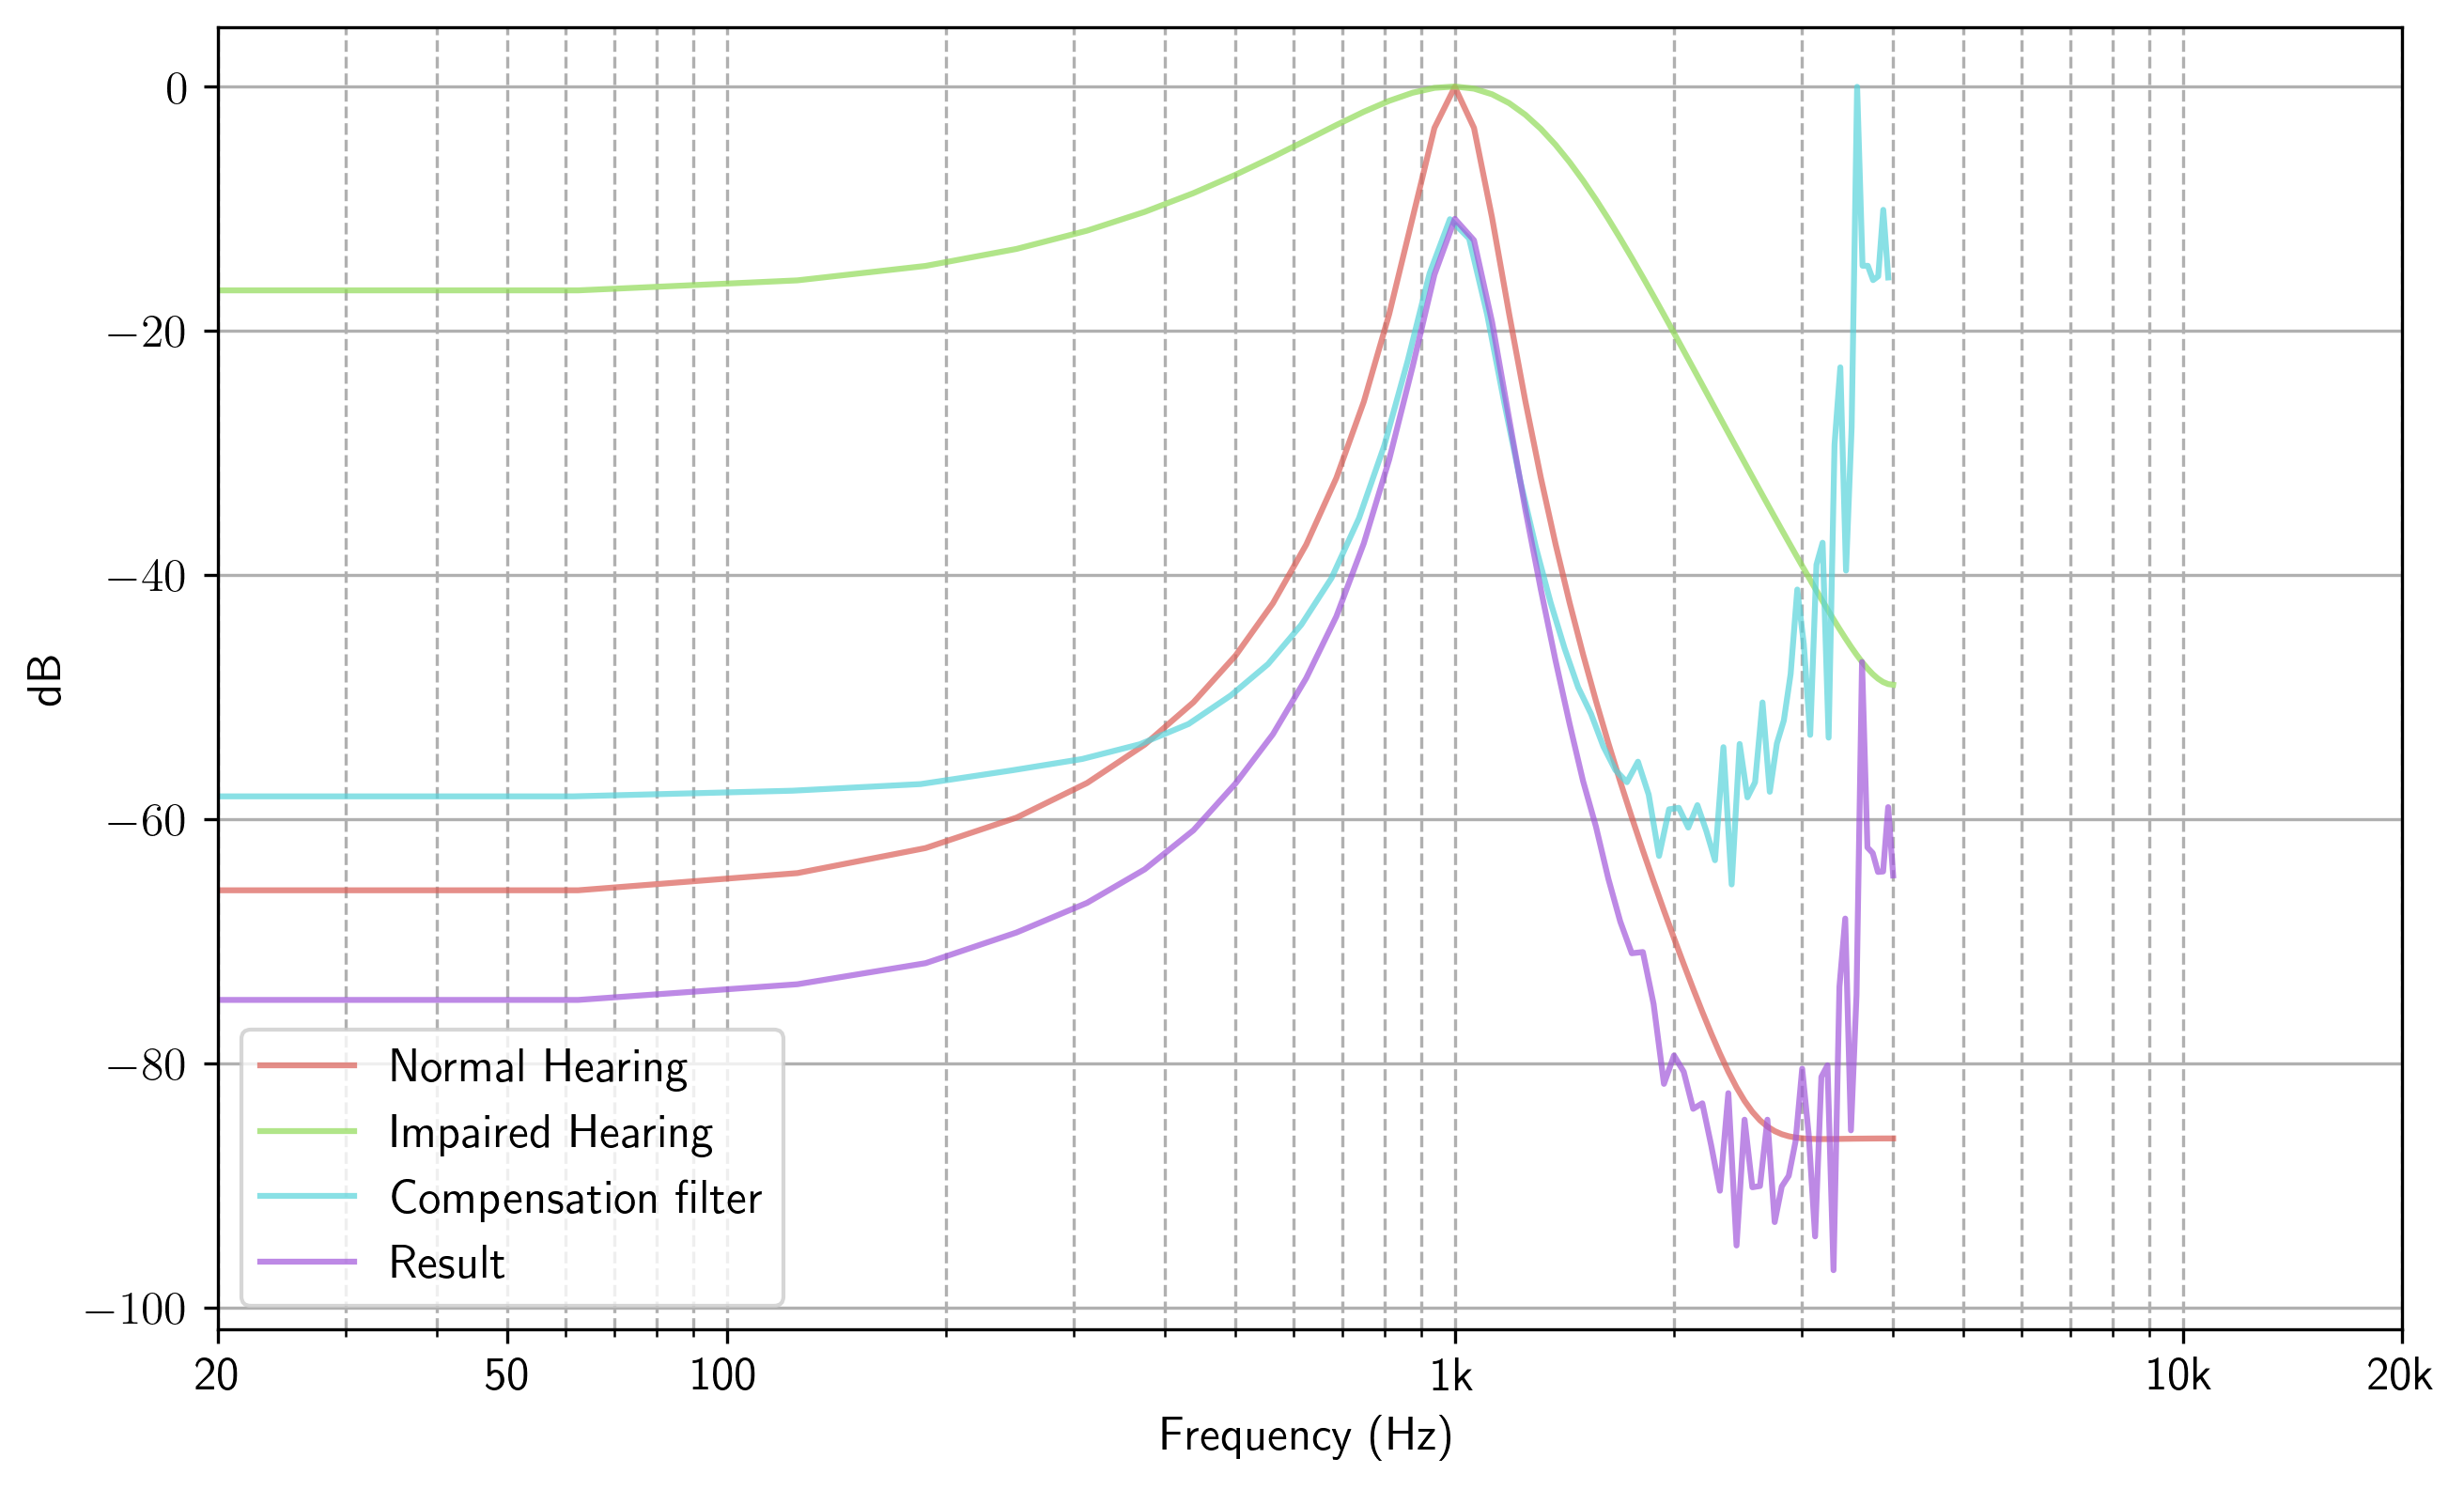 0
−20
−40
−60
−80
−100
dB
Normal Hearing
Impaired Hearing
Compensation filter
Result
20 50 100 1k 10k 20k
Frequency (Hz)